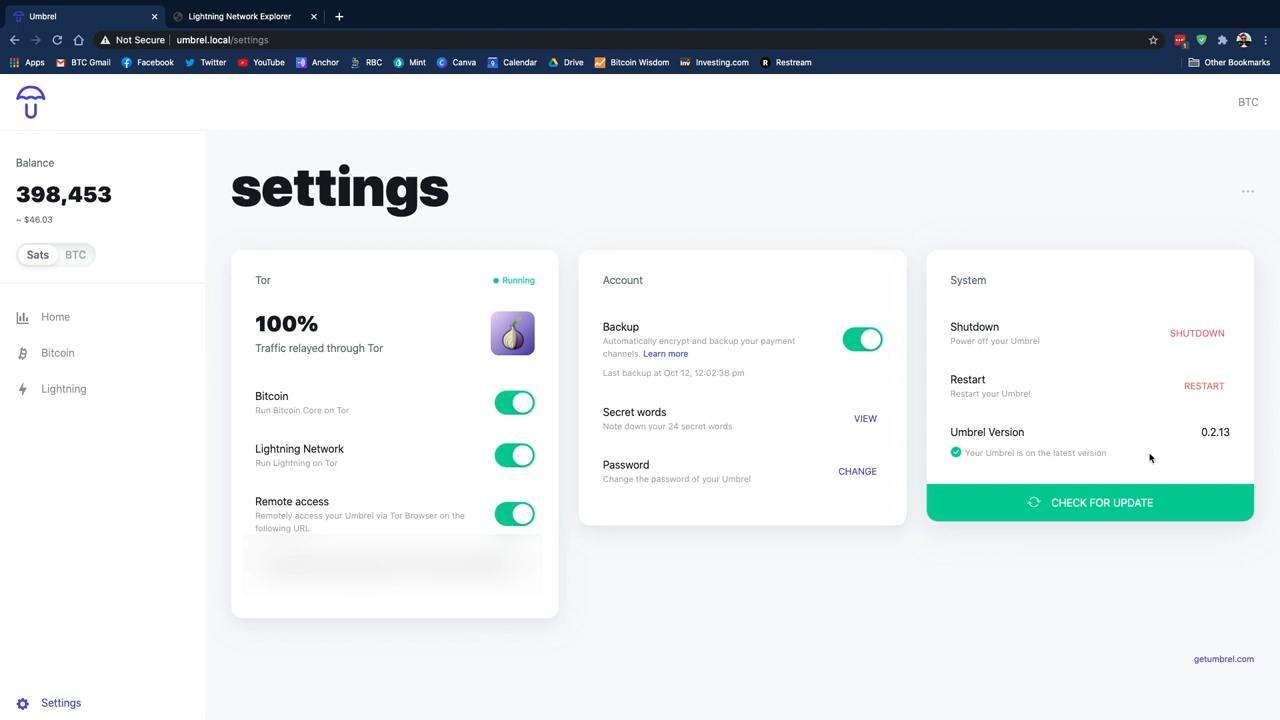 Umbrel
Lightning Network Explorer
Not Secure
umbrel.local/settings
Apps
BTC Gmail
Facebook
Twitter
YouTube
Anchor
RBC
Mint
Canva
Calendar
Drive
Bitcoin Wisdom
Investing.com
Restream
Other Bookmarks
BTC
Balance
398,453
~ $46.03
Sats
BTC
Home
Bitcoin
Lightning
Settings
settings
Tor
Running
100%
Traffic relayed through Tor
Bitcoin
Run Bitcoin Core on Tor
Lightning Network
Run Lightning on Tor
Remote access
Remotely access your Umbrel via Tor Browser on the
following URL
Account
Backup
Automatically encrypt and backup your payment
channels. Learn more
Last backup at Oct 12, 12:02:38 pm
Secret words
Note down your 24 secret words
VIEW
Password
Change the password of your Umbrel
CHANGE
System
Shutdown
Power off your Umbrel
SHUTDOWN
Restart
Restart your Umbrel
RESTART
Umbrel Version
0.2.13
Your Umbrel is on the latest version
CHECK FOR UPDATE
getumbrel.com